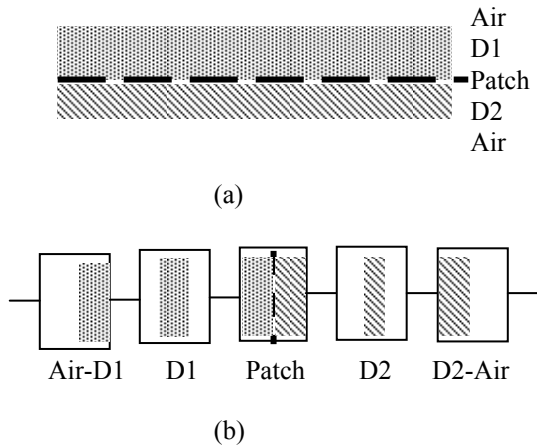 Air
D1
Patch
D2
Air
(a)
Air-D1 D1 Patch D2 D2-Air
(b)